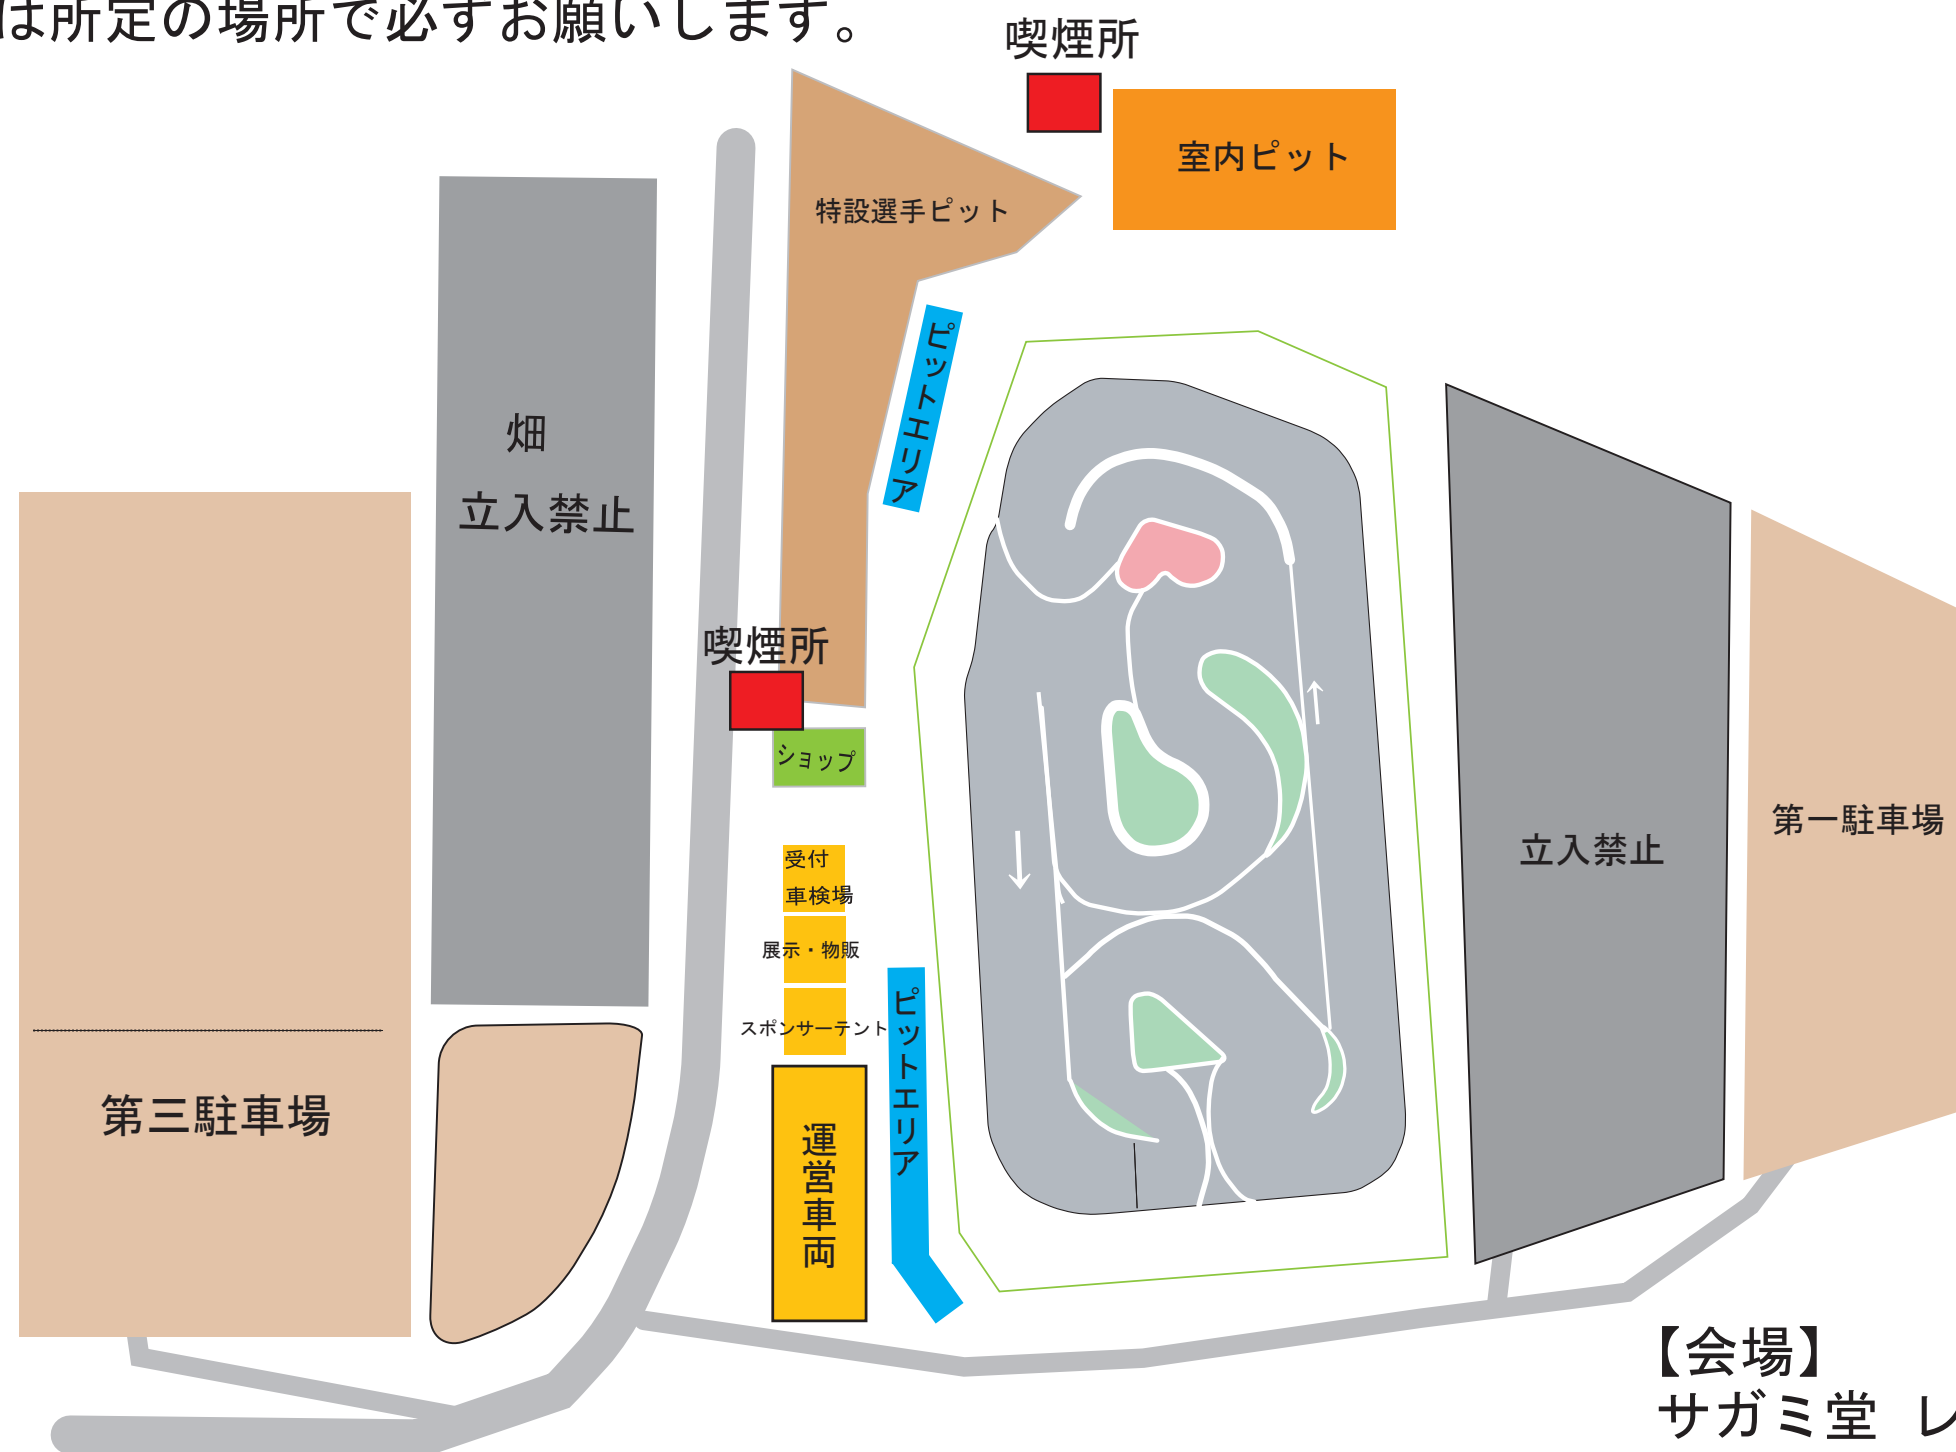 は所定の場所で必ずお願いします。
喫煙所
室内ピット
特設選手ピット
ピットエリア
畑
立入禁止
喫煙所
ショップ
受付
車検場
展示・物販
スポンサーテント
ピットエリア
運営車両
立入禁止
第一駐車場
第三駐車場
【会場】
サガミ堂 レ